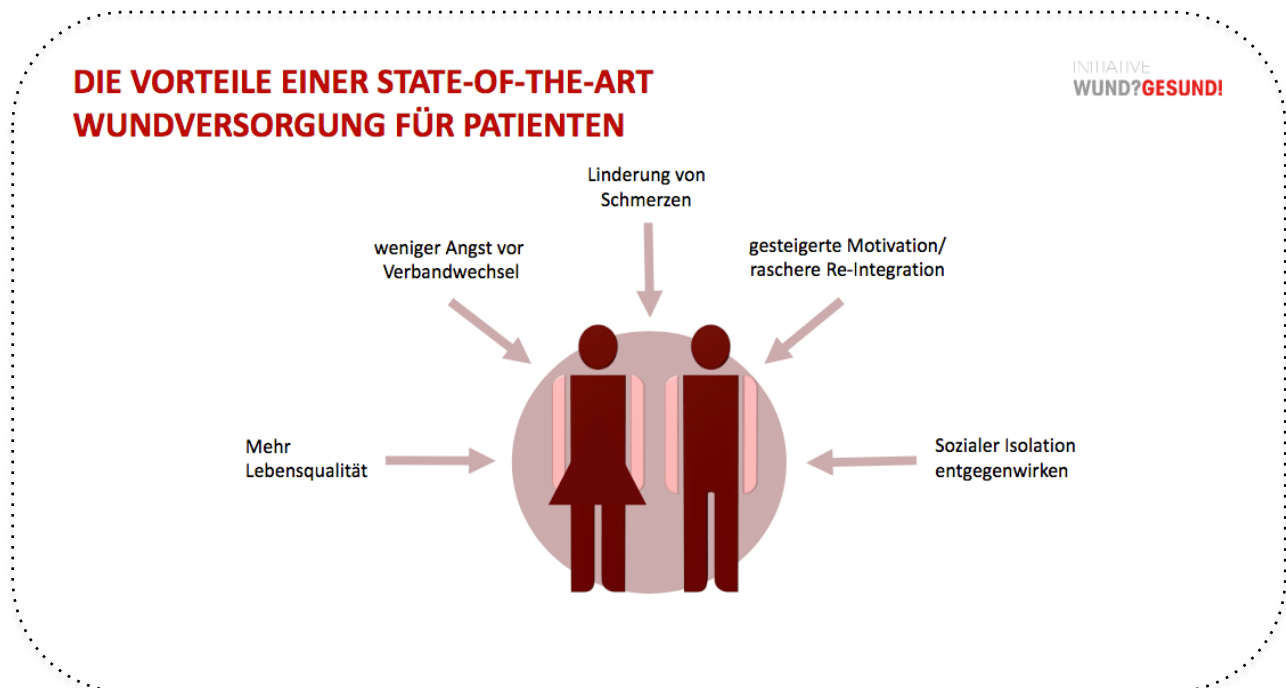 DIE VORTEILE EINER STATE-OF-THE-ART
WUNDVERSORGUNG FÜR PATIENTEN
INITIATIVE
WUND?GESUND!
Linderung von
Schmerzen
weniger Angst vor
Verbandwechsel
gesteigerte Motivation/
raschere Re-Integration
Mehr
Lebensqualität
Sozialer Isolation
entgegenwirken